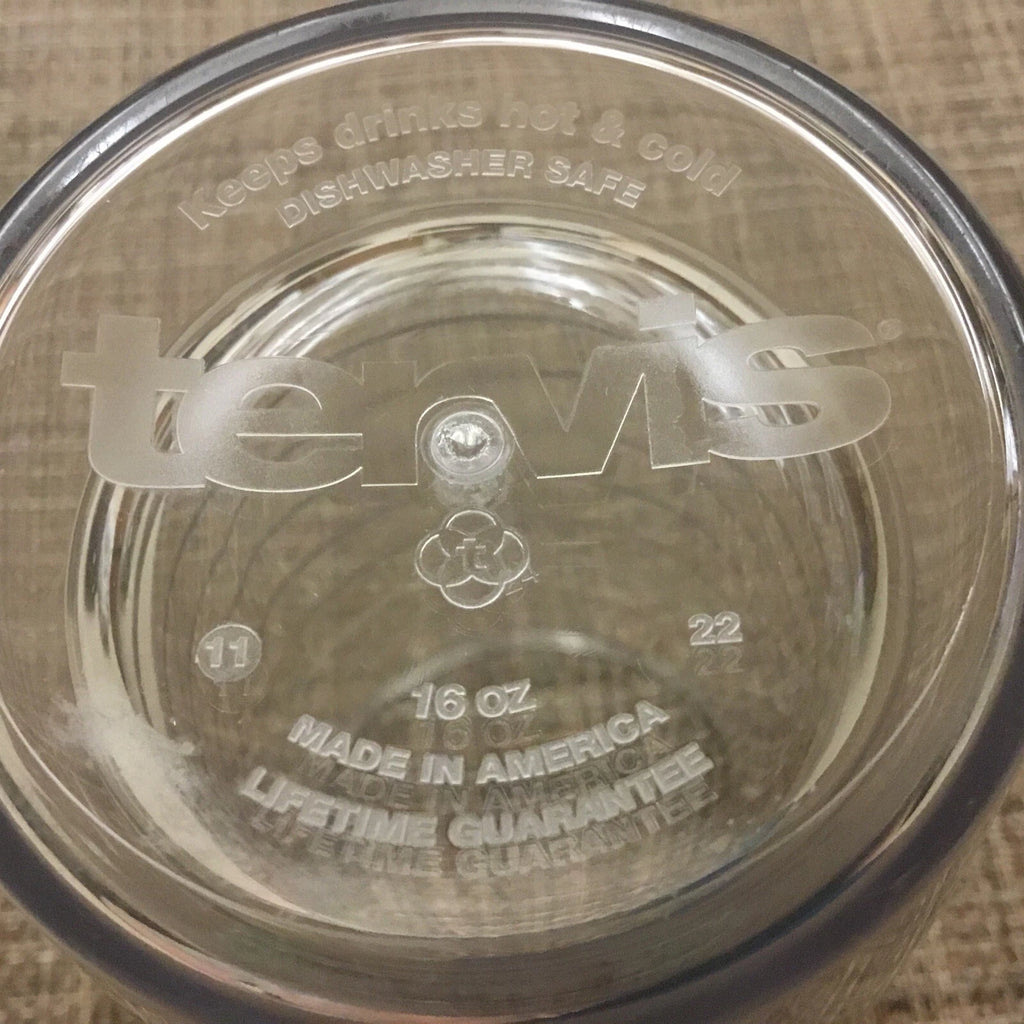 Keeps drinks hot & cold
DISHWASHER SAFE
tervis®
t
11
22
16 OZ
MADE IN AMERICA
LIFETIME GUARANTEE